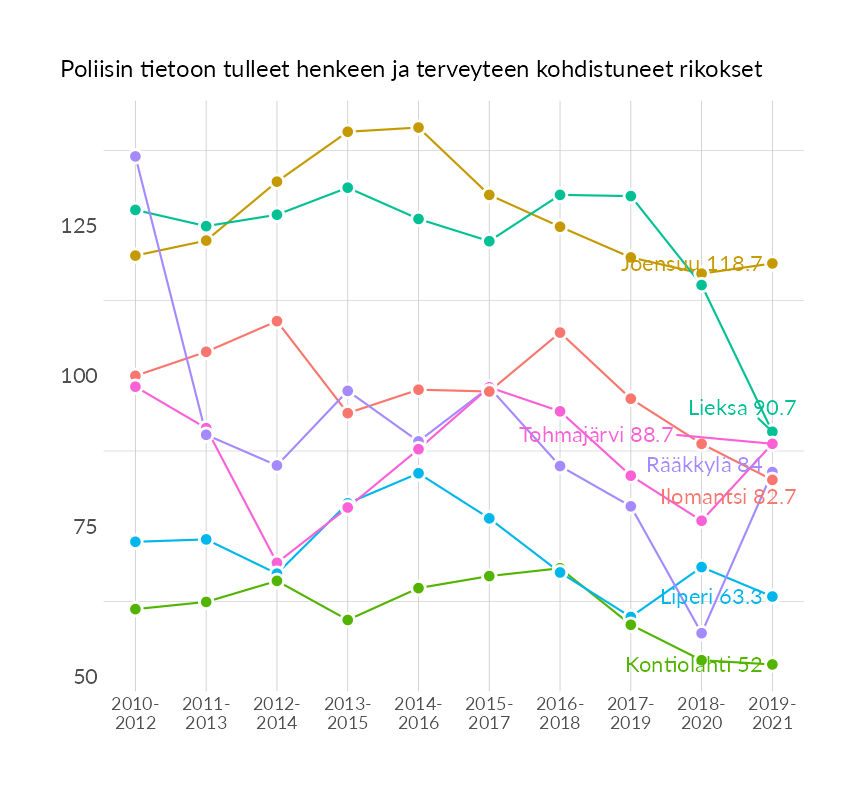 Poliisin tietoon tulleet henkeen ja terveyteen kohdistuneet rikokset
125
100
75
50
Joensuu 118.7
Lieksa 90.7
Tohmajärvi 88.7
Rääkkylä 84
Ilomantsi 82.7
Liperi 63.3
Kontiolahti 52
2010- 2011- 2012- 2013- 2014- 2015- 2016- 2017- 2018- 2019-
2012 2013 2014 2015 2016 2017 2018 2019 2020 2021